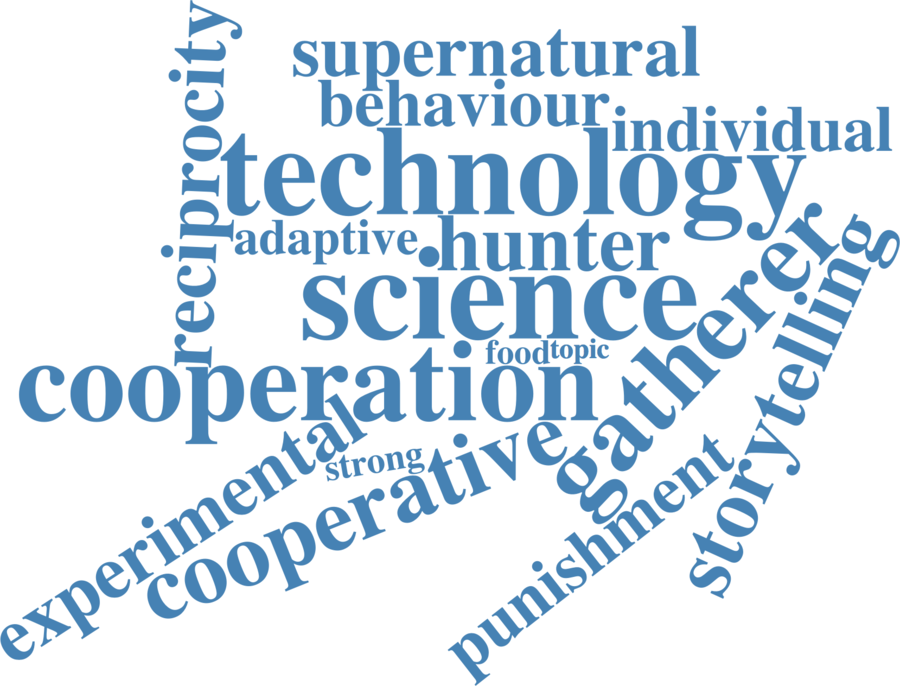 reciprocity
supernatural
behaviour
individual
technology
adaptive
hunter
science
gatherer
storytelling
food
topic
cooperation
experimental
strong
cooperative
punishment